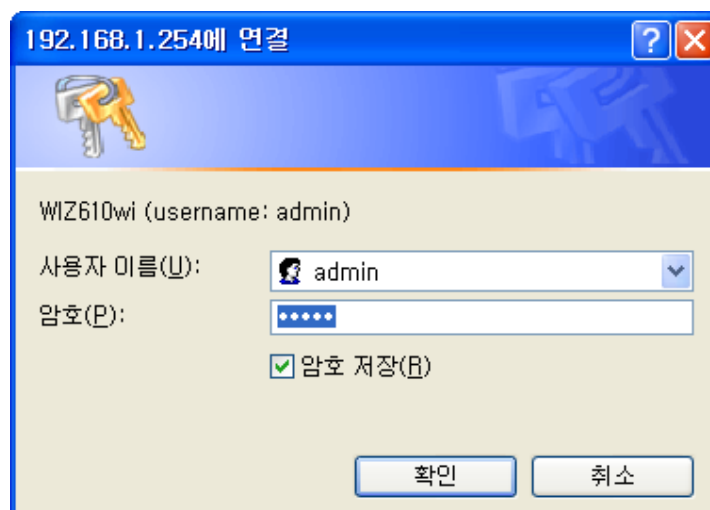 192.168.1.254에 연결
WIZ610wi (username: admin)
사용자 이름(U): admin
암호(P): •••••
암호 저장(R)
확인 취소